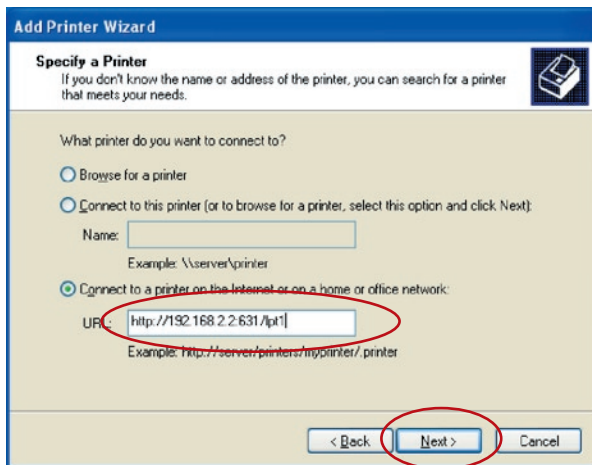 Add Printer Wizard
Specify a Printer
If you don't know the name or address of the printer, you can search for a printer
that meets your needs.
What printer do you want to connect to?
Browse for a printer
Connect to this printer (or to browse for a printer, select this option and click Next):
Name:
Example: \\server\printer
Connect to a printer on the Internet or on a home or office network:
URL: http://192.168.2.2:631/lpt1
Example: http://server/printers/myprinter/.printer
< Back Next > Cancel